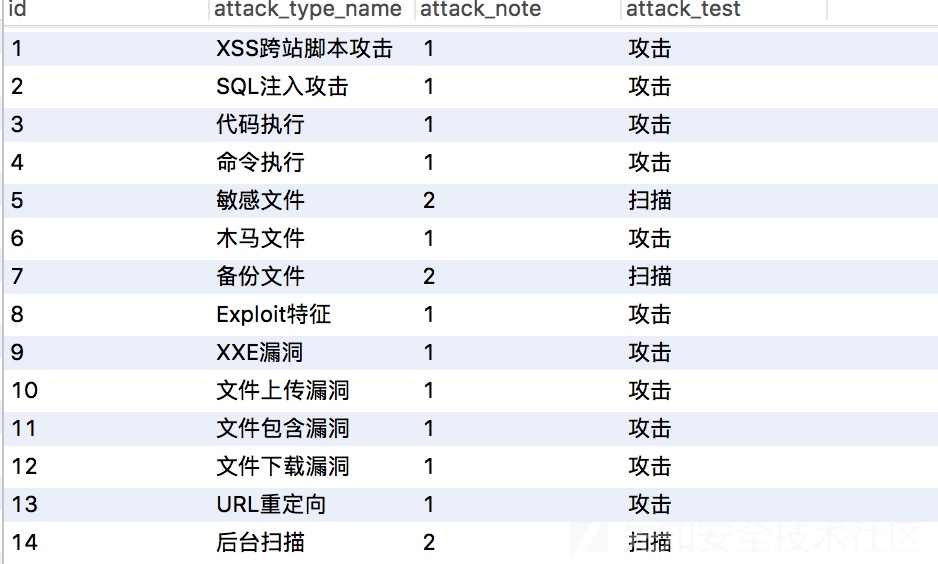 id attack_type_name attack_note attack_test
1 XSS跨站脚本攻击 1 攻击
2 SQL注入攻击 1 攻击
3 代码执行 1 攻击
4 命令执行 1 攻击
5 敏感文件 2 扫描
6 木马文件 1 攻击
7 备份文件 2 扫描
8 Exploit特征 1 攻击
9 XXE漏洞 1 攻击
10 文件上传漏洞 1 攻击
11 文件包含漏洞 1 攻击
12 文件下载漏洞 1 攻击
13 URL重定向 1 攻击
14 后台扫描 2 扫描
安全技术社区